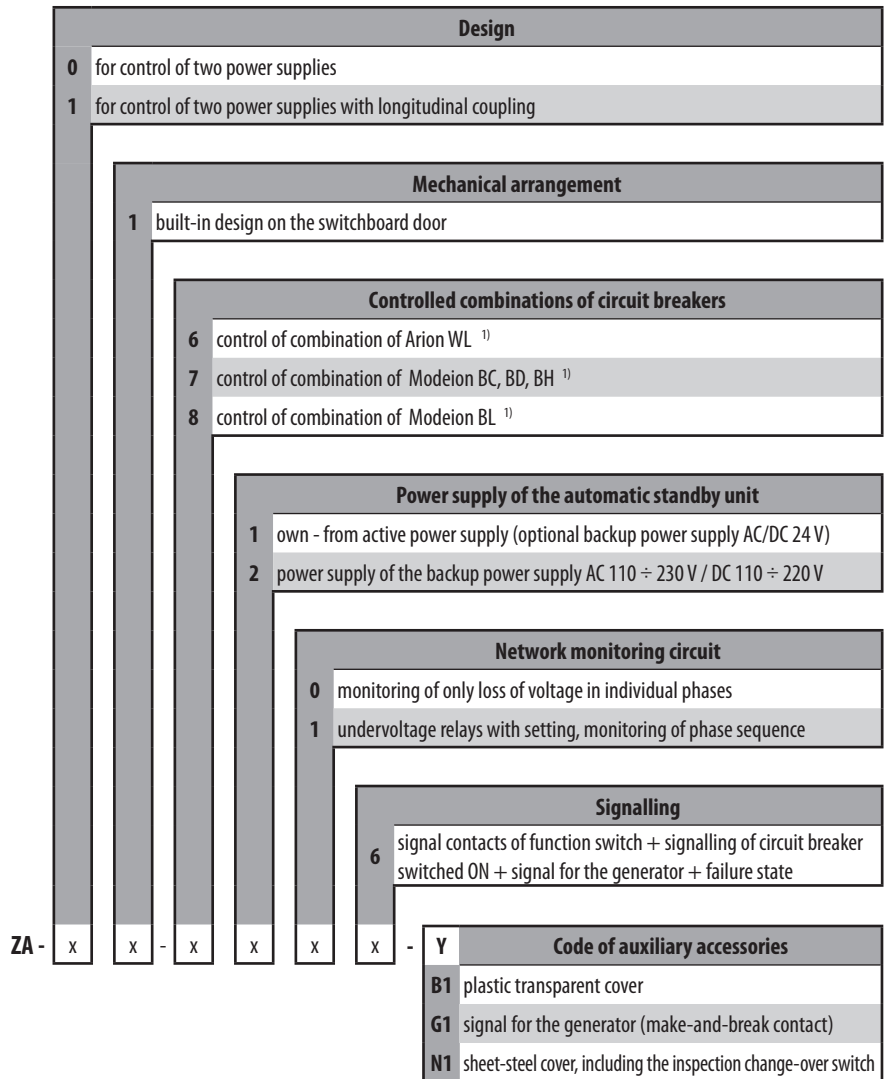 Design
0 for control of two power supplies
1 for control of two power supplies with longitudinal coupling
Mechanical arrangement
1 built-in design on the switchboard door
Controlled combinations of circuit breakers
6 control of combination of Arion WL 1)
7 control of combination of Modeion BC, BD, BH 1)
8 control of combination of Modeion BL 1)
Power supply of the automatic standby unit
1 own - from active power supply (optional backup power supply AC/DC 24 V)
2 power supply of the backup power supply AC 110 ÷ 230 V / DC 110 ÷ 220 V
Network monitoring circuit
0 monitoring of only loss of voltage in individual phases
1 undervoltage relays with setting, monitoring of phase sequence
Signalling
6 signal contacts of function switch + signalling of circuit breaker
switched ON + signal for the generator + failure state
ZA - x x - x x x x - Y Code of auxiliary accessories
B1 plastic transparent cover
G1 signal for the generator (make-and-break contact)
N1 sheet-steel cover, including the inspection change-over switch